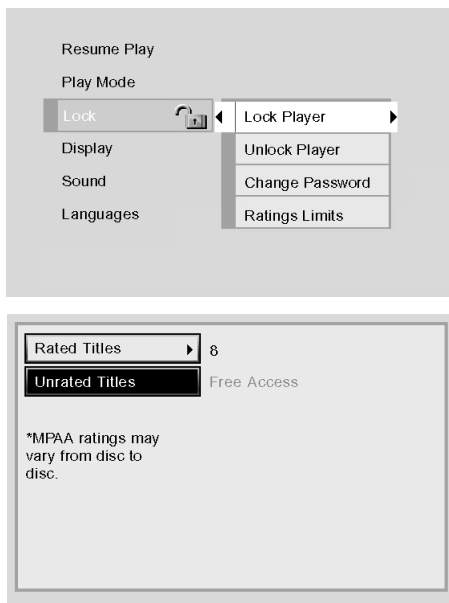 Resume Play
Play Mode
Lock
Lock Player
Display
Unlock Player
Sound
Change Password
Languages
Ratings Limits
Rated Titles
8
Unrated Titles
Free Access
*MPAA ratings may
vary from disc to
disc.